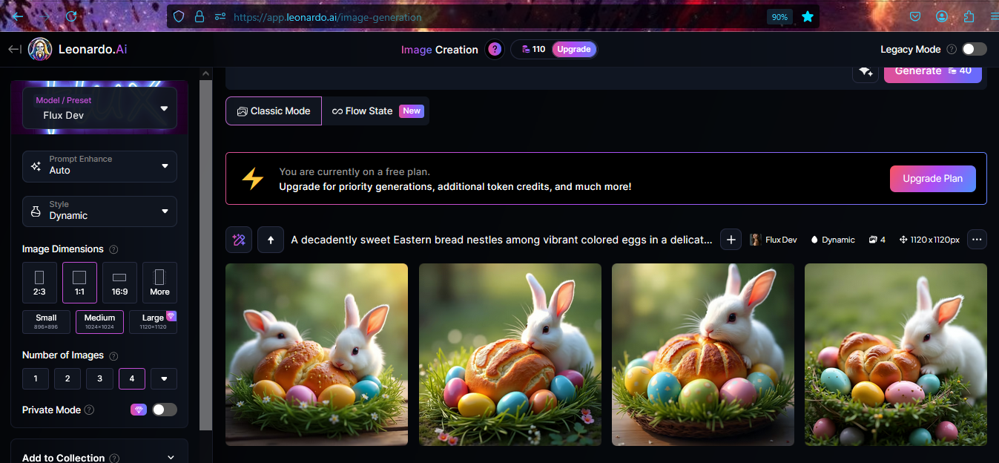 https://app.leonardo.ai/image-generation
90%
Leonardo.Ai
Image Creation
?
110
Upgrade
Legacy Mode ?
Generate 40
Flux
Model / Preset
Flux Dev
Classic Mode
Flow State New
Prompt Enhance
Auto
You are currently on a free plan.
Upgrade for priority generations, additional token credits, and much more!
Upgrade Plan
Style
Dynamic
A decadently sweet Eastern bread nestles among vibrant colored eggs in a delicat...
Flux Dev
Dynamic
4
1120 x 1120px
Image Dimensions ?
2:3
1:1
16:9
More
Small
896×896
Medium
1024×1024
Large
1120×1120
Number of Images ?
1
2
3
4
Private Mode ?
Add to Collection ?